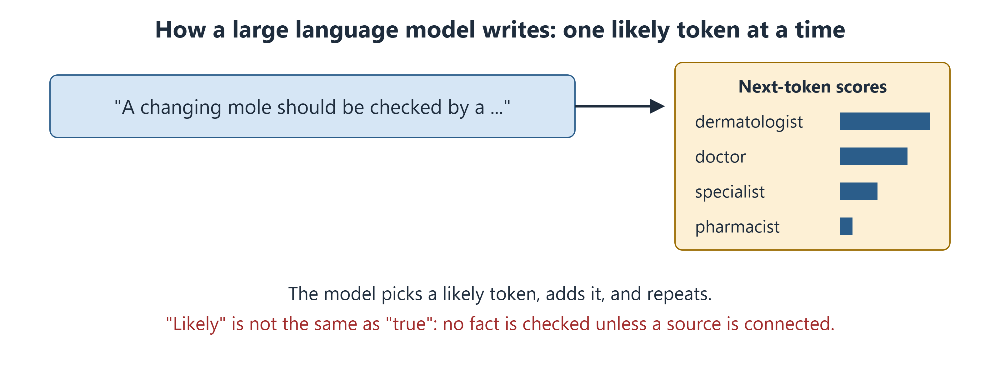 How a large language model writes: one likely token at a time
"A changing mole should be checked by a ..."
Next-token scores
dermatologist
doctor
specialist
pharmacist
The model picks a likely token, adds it, and repeats.
"Likely" is not the same as "true": no fact is checked unless a source is connected.